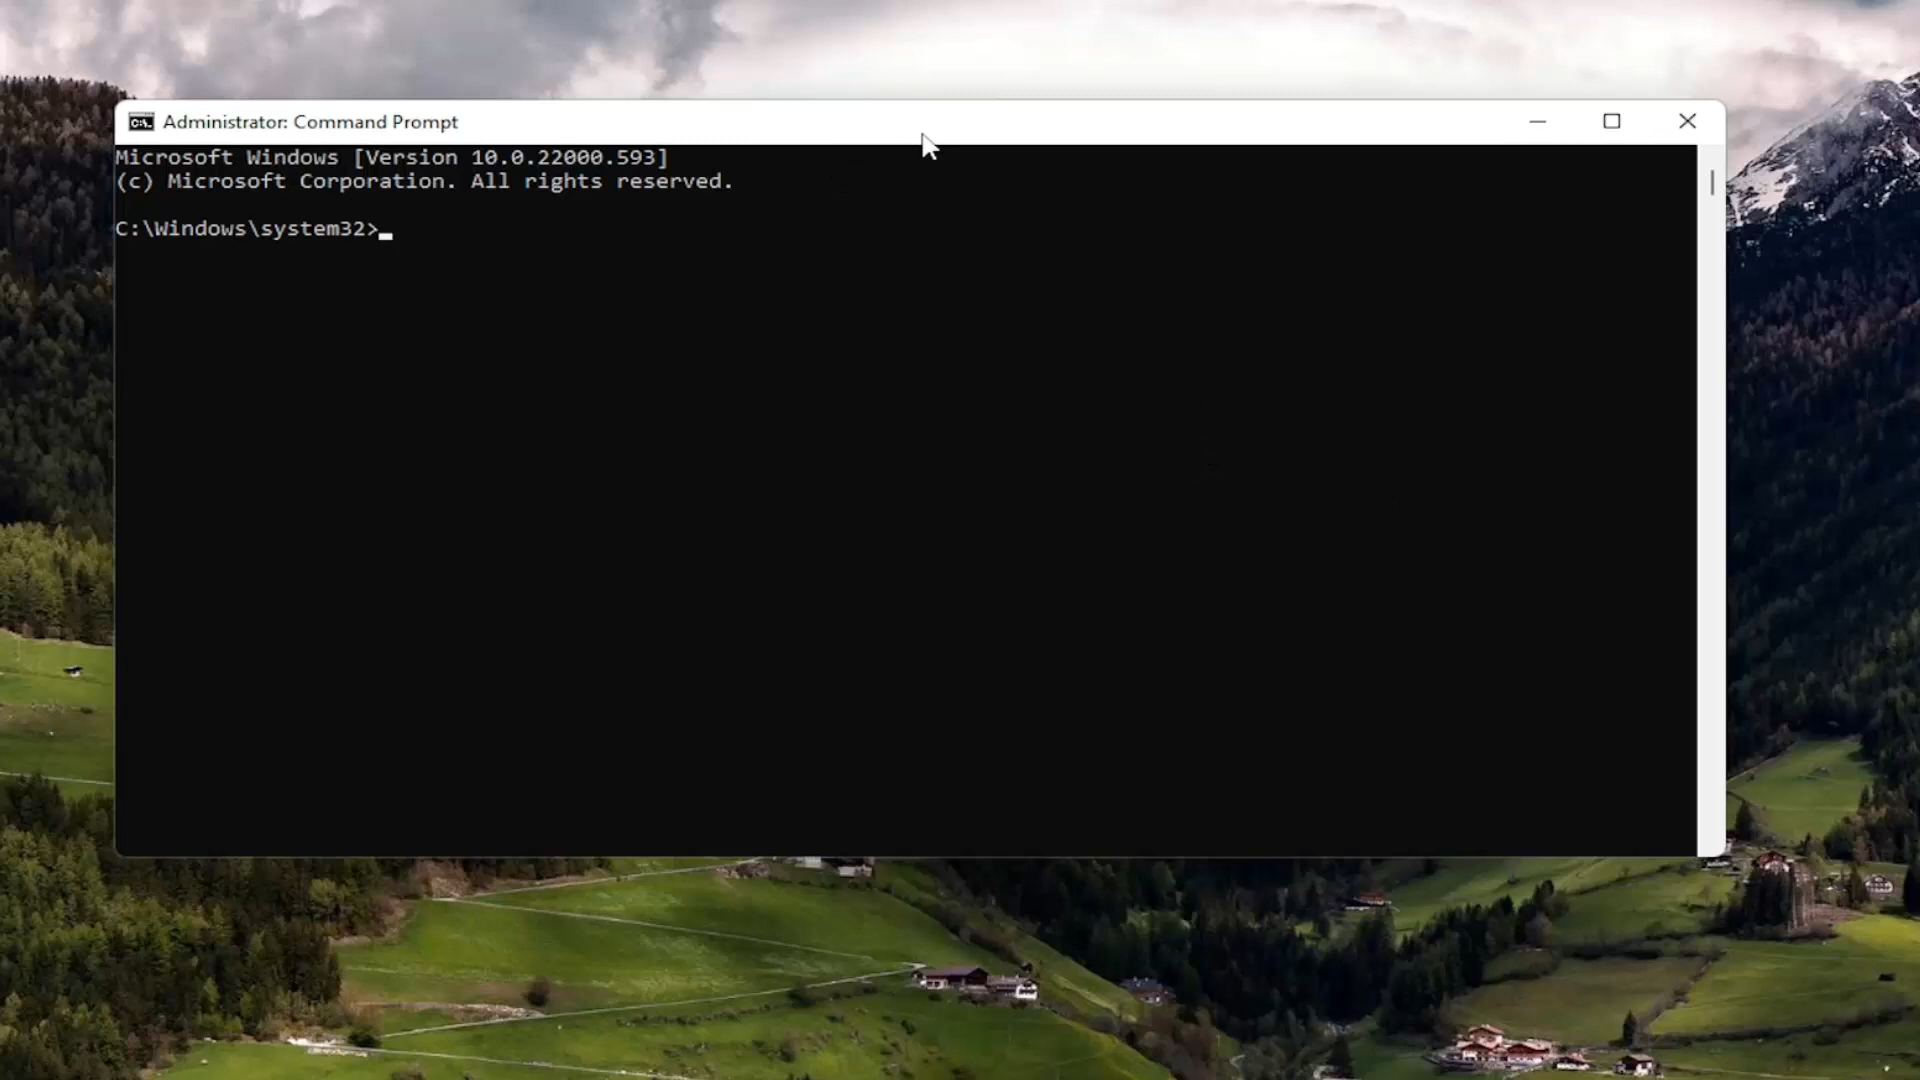 Administrator: Command Prompt
Microsoft Windows [Version 10.0.22000.593]
(c) Microsoft Corporation. All rights reserved.
C:\Windows\system32>